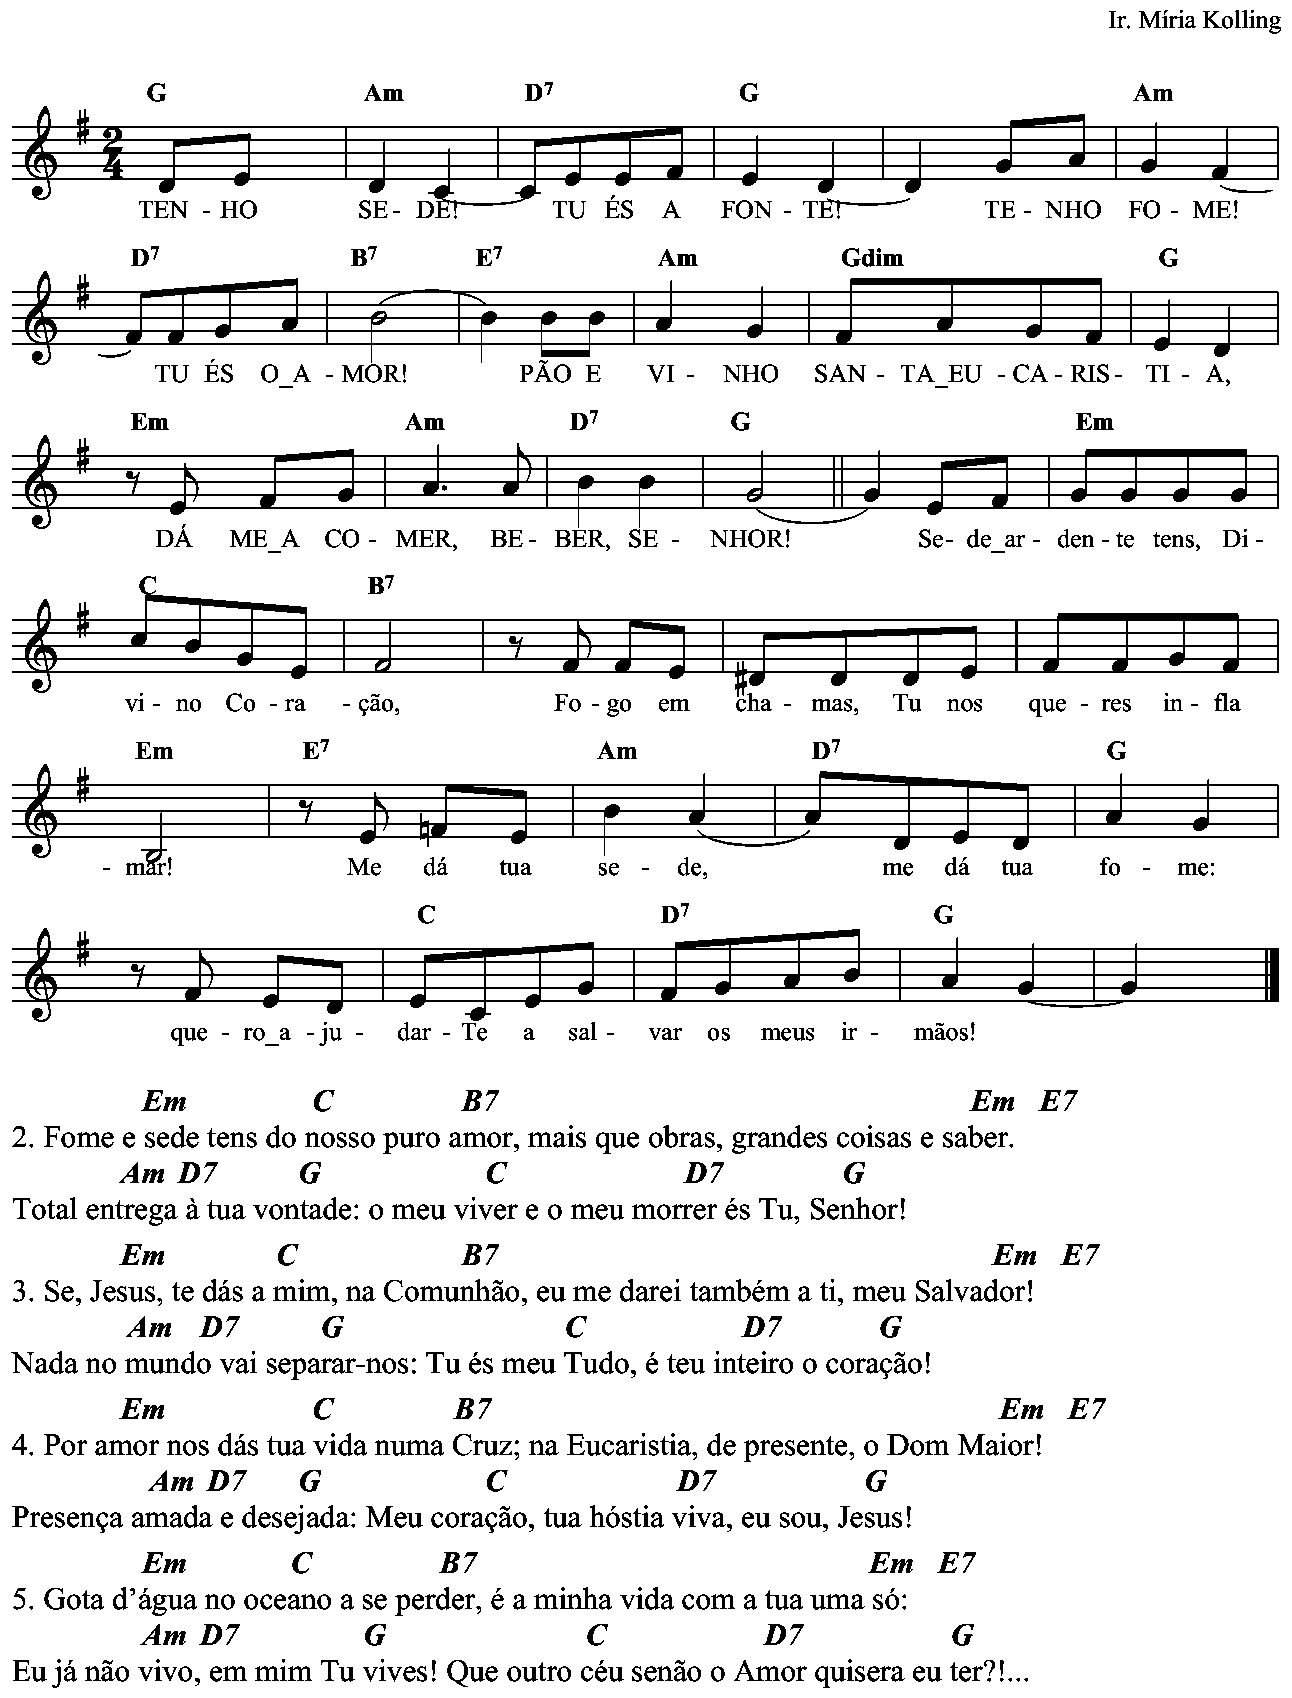 Ir. Míria Kolling
G Am D7 G Am
TEN - HO SE- DE! TU ÉS A FON-TE! TE - NHO FO - ME!
D7 B7 E7 Am Gdim G
TU ÉS O_A - MOR! PÃO E VI - NHO SAN- TA_EU - CA - RIS- TI - A,
Em Am D7 G Em
DÁ ME_A CO - MER, BE - BER, SE - NHOR! Se- de_ar - den - te tens, Di -
C B7
vi - no Co - ra - ção, Fo - go em cha - mas, Tu nos que - res in - fla
Em E7 Am D7 G
- mar! Me dá tua se - de, me dá tua fo - me:
C D7 G
que - ro_a - ju - dar - Te a sal - var os meus ir - mãos!
Em C B7 Em E7
2. Fome e sede tens do nosso puro amor, mais que obras, grandes coisas e saber.
Am D7 G C D7 G
Total entrega à tua vontade: o meu viver e o meu morrer és Tu, Senhor!
Em C B7 Em E7
3. Se, Jesus, te dás a mim, na Comunhão, eu me darei também a ti, meu Salvador!
Am D7 G C D7 G
Nada no mundo vai separar-nos: Tu és meu Tudo, é teu inteiro o coração!
Em C B7 Em E7
4. Por amor nos dás tua vida numa Cruz; na Eucaristia, de presente, o Dom Maior!
Am D7 G C D7 G
Presença amada e desejada: Meu coração, tua hóstia viva, eu sou, Jesus!
Em C B7 Em E7
5. Gota d’água no oceano a se perder, é a minha vida com a tua uma só:
Am D7 G C D7 G
Eu já não vivo, em mim Tu vives! Que outro céu senão o Amor quisera eu ter?!...